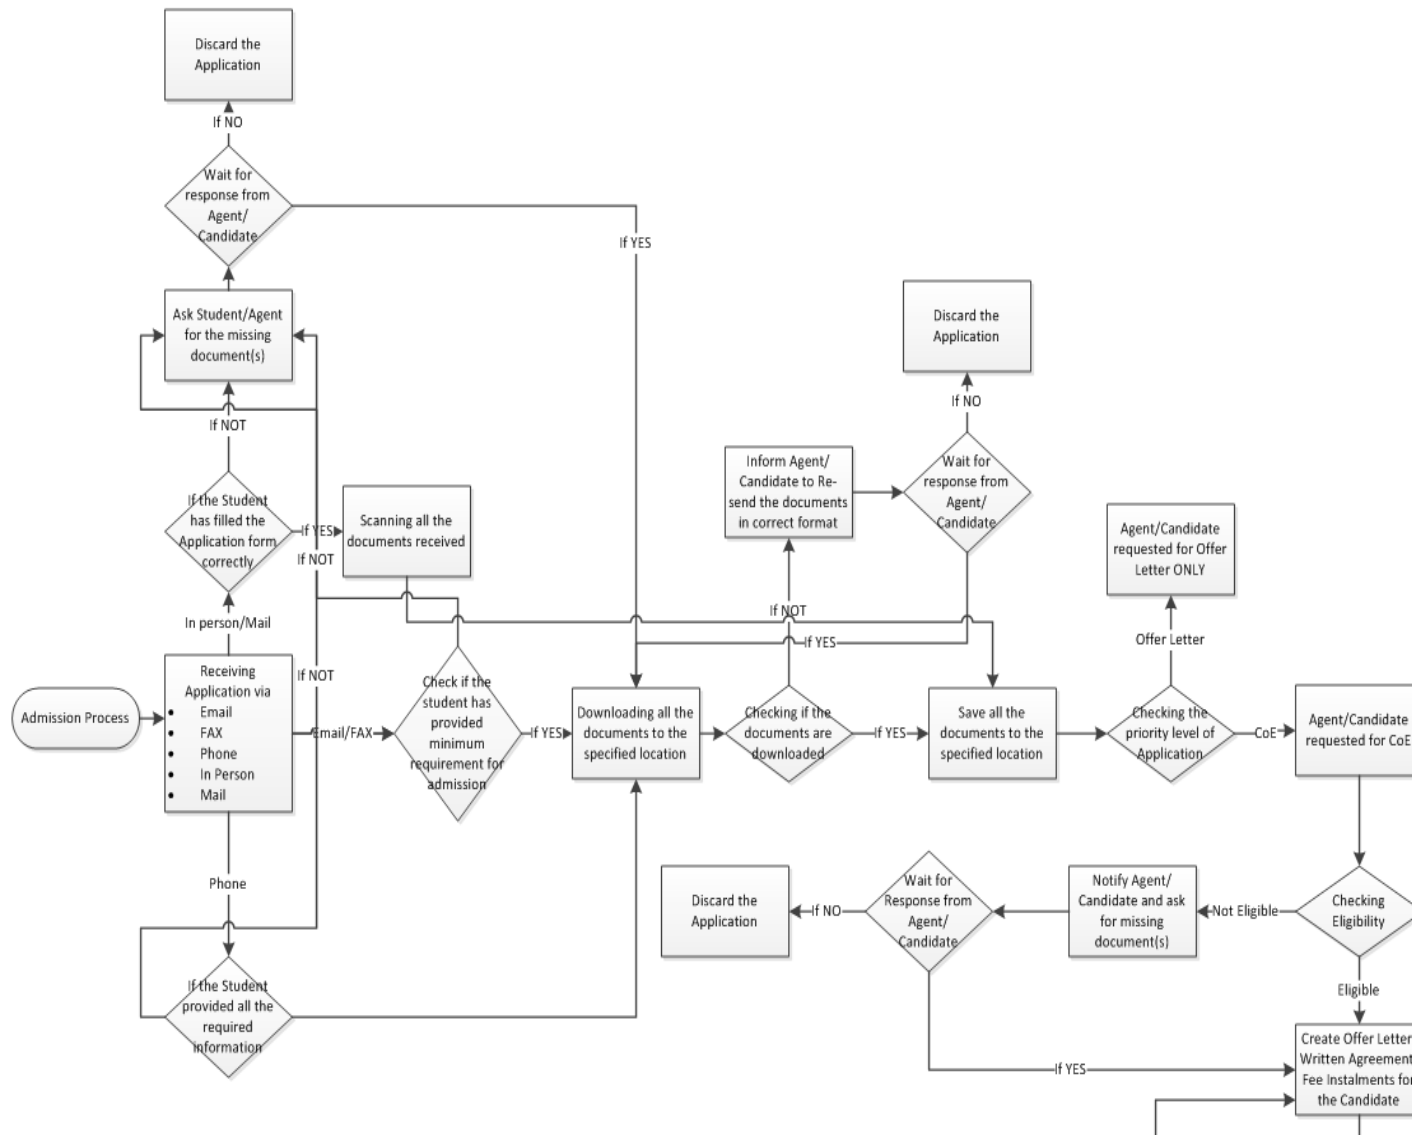 Discard the
Application
If NO
Wait for
response from
Agent/
Candidate
If YES
Ask Student/Agent
for the missing
document(s)
If NOT
If the Student
has filled the
Application form
correctly
If YES
Scanning all the
documents received
If NOT
In person/Mail
Admission Process
Receiving
Application via
• Email
• FAX
• Phone
• In Person
• Mail
If NOT
Email/FAX
Check if the
student has
provided
minimum
requirement for
admission
If YES
Downloading all the
documents to the
specified location
Phone
If the Student
provided all the
required
information
Discard the
Application
If NO
Inform Agent/
Candidate to Re-
send the documents
in correct format
Wait for
response from
Agent/
Candidate
If NOT
If YES
Checking if the
documents are
downloaded
If YES
Save all the
documents to the
specified location
Agent/Candidate
requested for Offer
Letter ONLY
Offer Letter
Checking the
priority level of
Application
CoE
Agent/Candidate
requested for CoE
Checking
Eligibility
Not Eligible
Notify Agent/
Candidate and ask
for missing
document(s)
Wait for
Response from
Agent/
Candidate
If NO
Discard the
Application
Eligible
If YES
Create Offer Letter
Written Agreement
Fee Instalments for
the Candidate